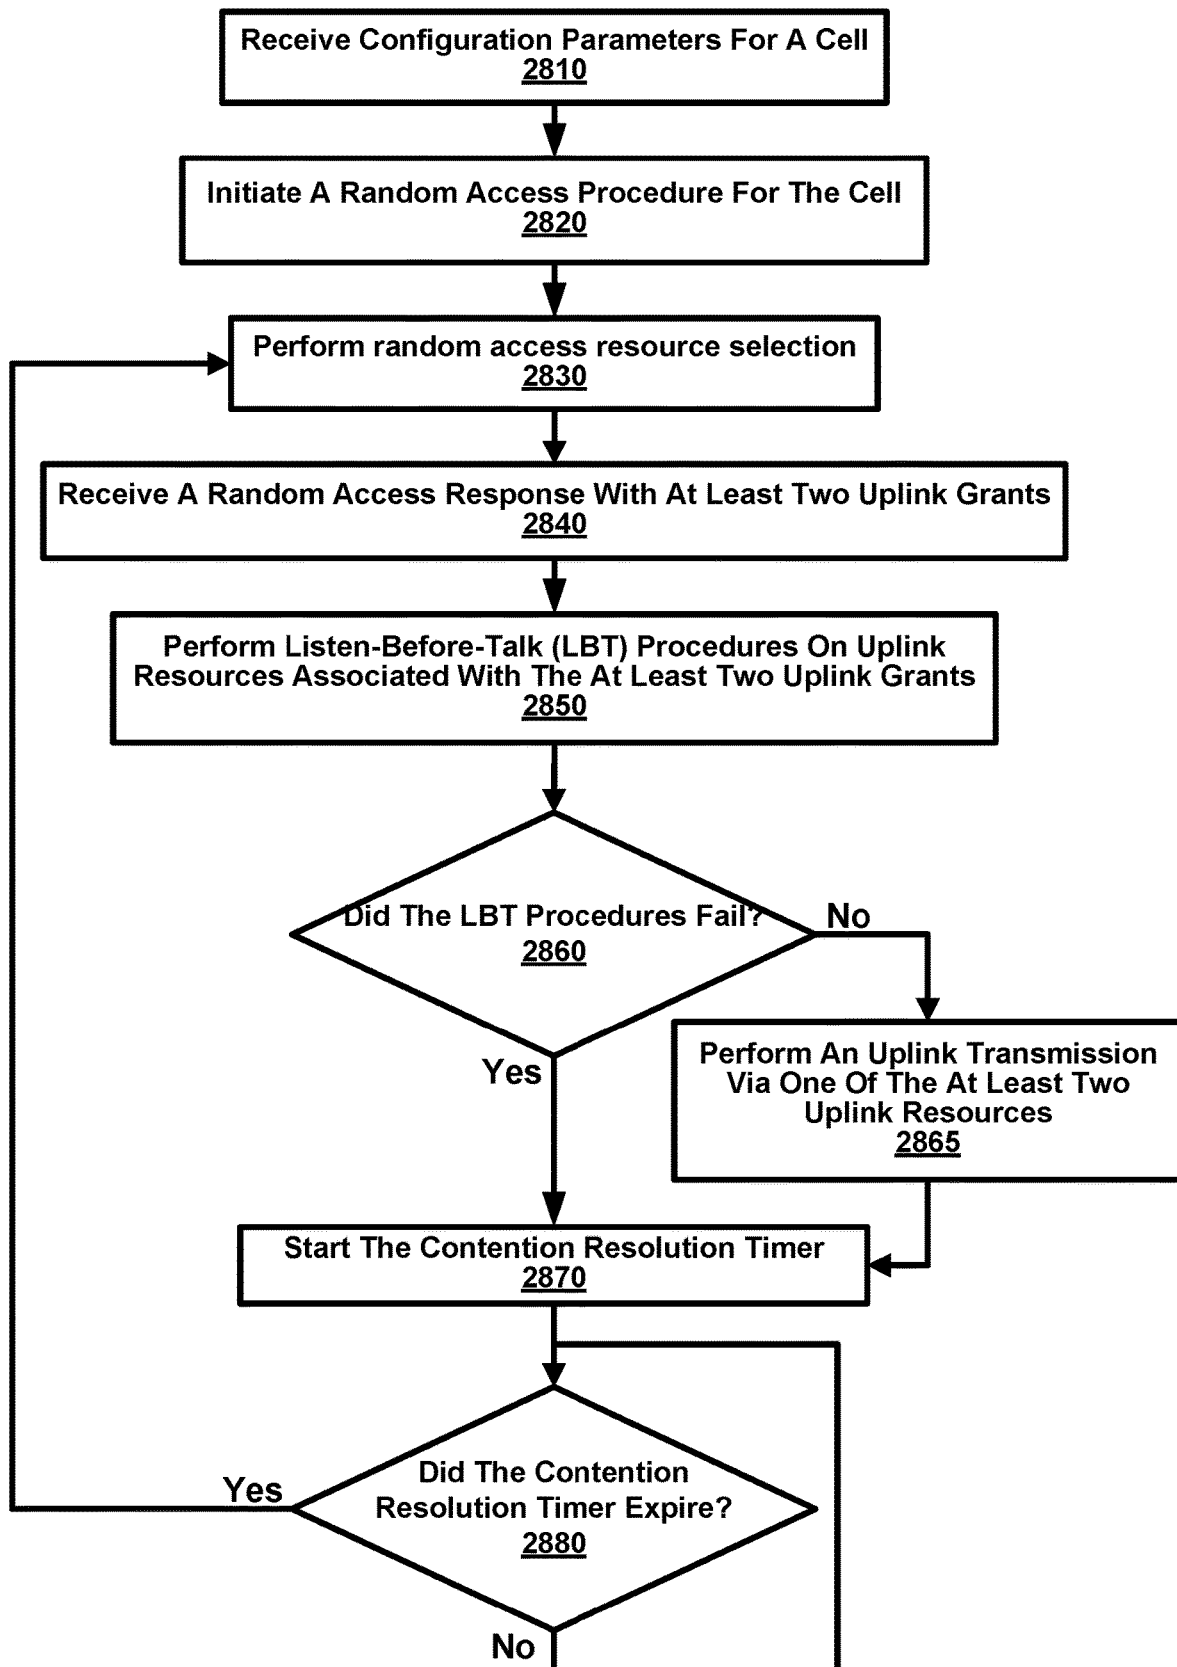 Receive Configuration Parameters For A Cell
2810
Initiate A Random Access Procedure For The Cell
2820
Perform random access resource selection
2830
Receive A Random Access Response With At Least Two Uplink Grants
2840
Perform Listen-Before-Talk (LBT) Procedures On Uplink
Resources Associated With The At Least Two Uplink Grants
2850
Did The LBT Procedures Fail?
2860
No
Yes
Perform An Uplink Transmission
Via One Of The At Least Two
Uplink Resources
2865
Start The Contention Resolution Timer
2870
Did The Contention
Resolution Timer Expire?
2880
Yes
No